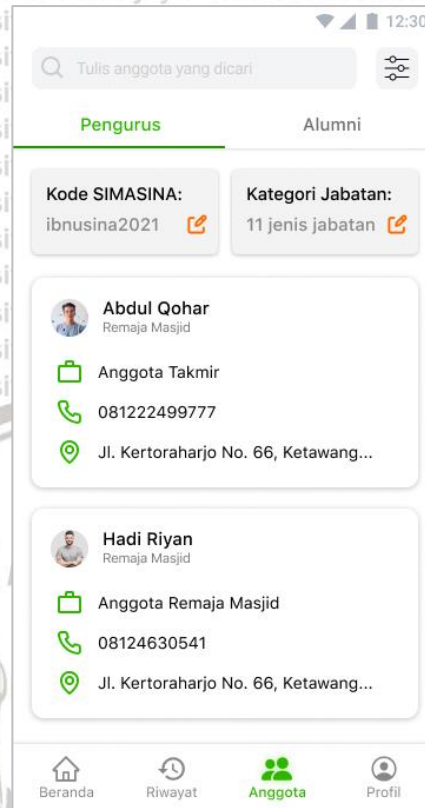 12:30
Tulis anggota yang dicari
Pengurus Alumni
Kode SIMASINA: Kategori Jabatan:
ibnusina2021 11 jenis jabatan
Abdul Qohar
Remaja Masjid
Anggota Takmir
081222499777
Jl. Kertoraharjo No. 66, Ketawang...
Hadi Riyan
Remaja Masjid
Anggota Remaja Masjid
08124630541
Jl. Kertoraharjo No. 66, Ketawang...
Beranda Riwayat Anggota Profil